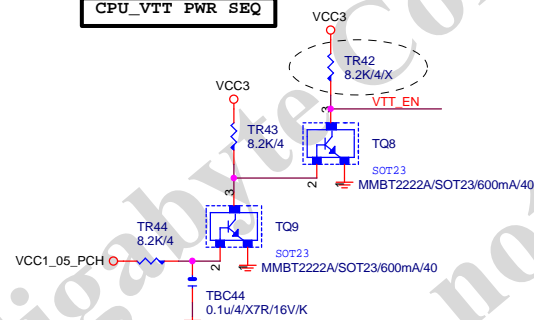 CPU_VTT PWR SEQ
VCC3
TR42
8.2K/4/X
VCC3
VTT_EN
3
TR43
8.2K/4
TQ8
SOT23
2
MMBT2222A/SOT23/600mA/40
3
TR44
8.2K/4
TQ9
SOT23
VCC1_05_PCH
2
MMBT2222A/SOT23/600mA/40
TBC44
0.1u/4/X7R/16V/K